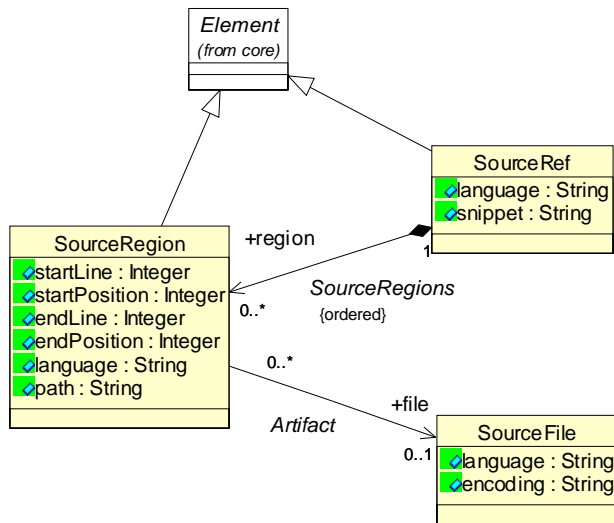 Element
(from core)
SourceRef
language : String
snippet : String
SourceRegion
startLine : Integer
startPosition : Integer
endLine : Integer
endPosition : Integer
language : String
path : String
+region
1
SourceRegions
0..*
{ordered}
0..*
+file
Artifact
0..1
SourceFile
language : String
encoding : String